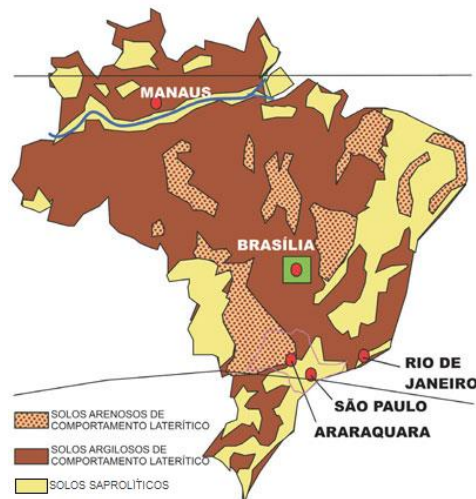 MANAUS
BRASÍLIA
RIO DE
JANEIRO
SÃO PAULO
ARARAQUARA
SOLOS ARENOSOS DE
COMPORTAMENTO LATERÍTICO
SOLOS ARGILOSOS DE
COMPORTAMENTO LATERÍTICO
SOLOS SAPROLÍTICOS